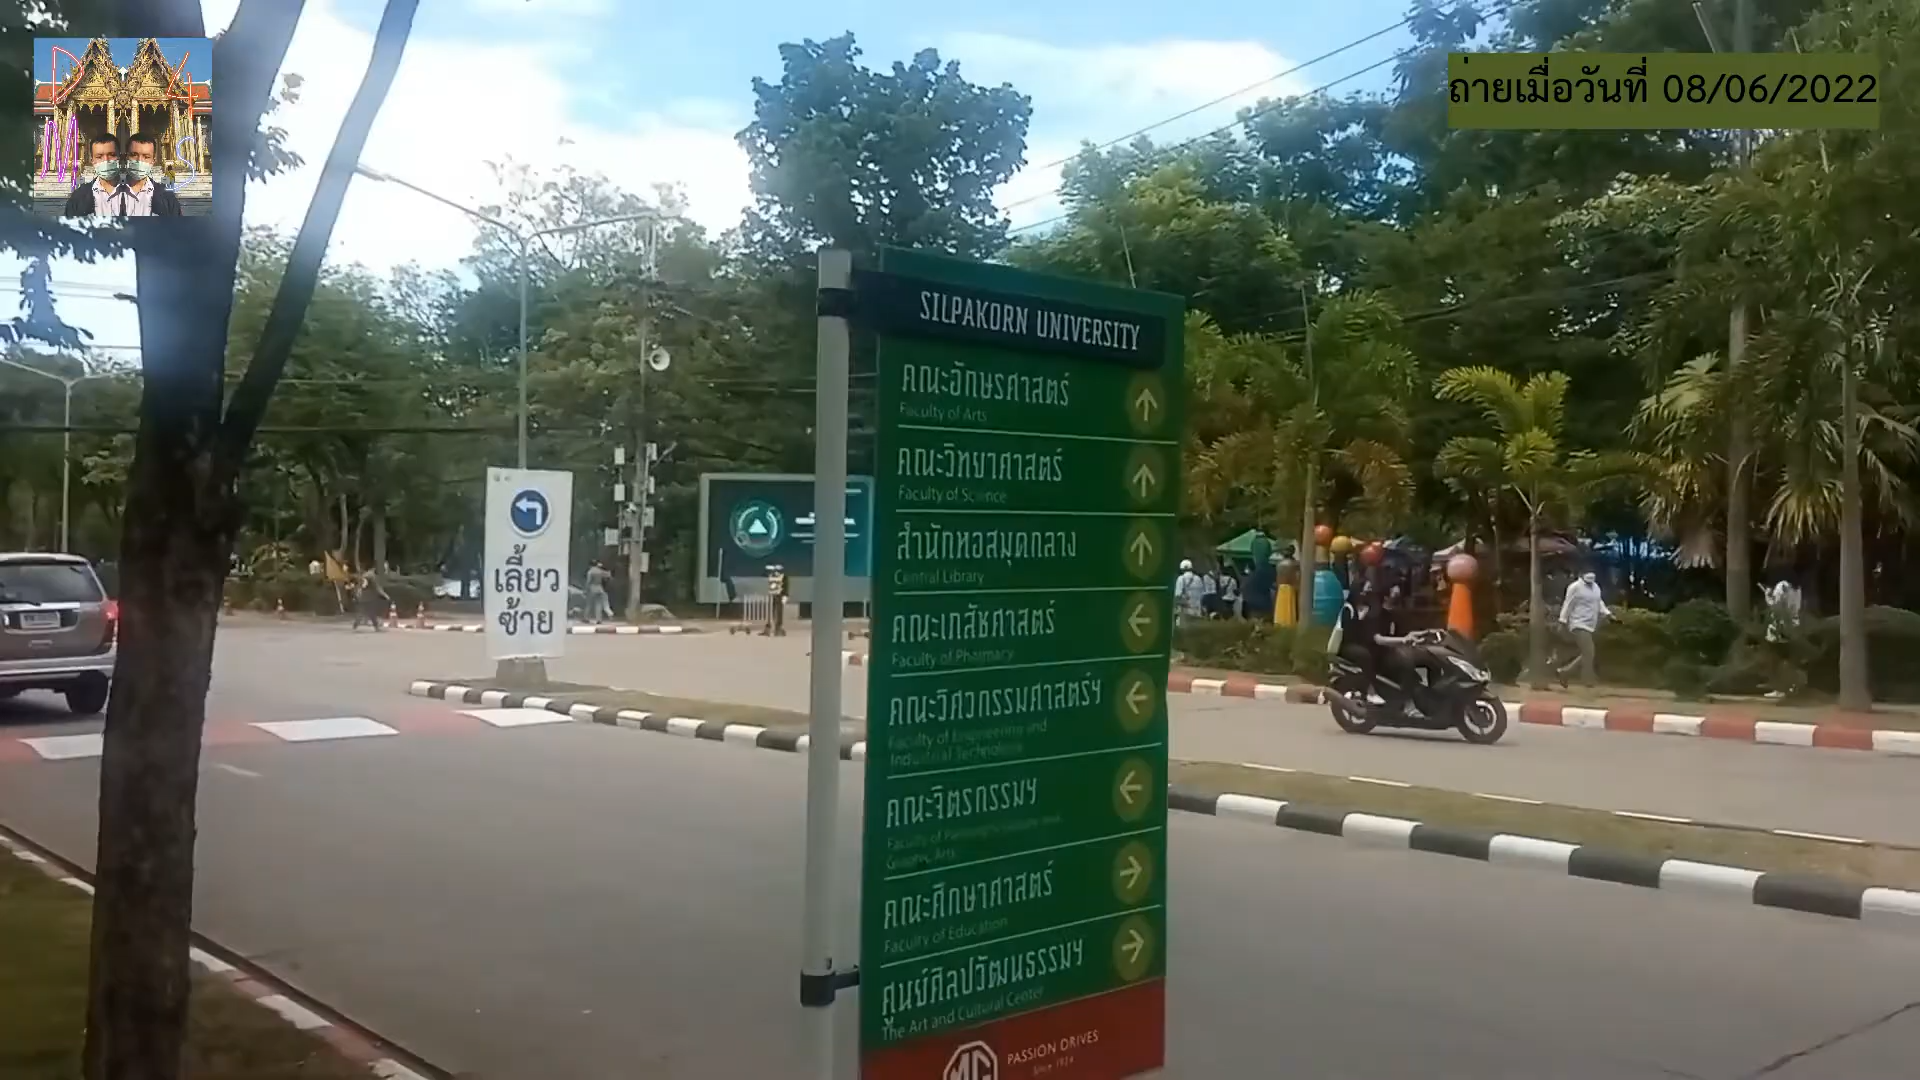 ถ่ายเมื่อวันที่ 08/06/2022
SILPAKORN UNIVERSITY
คณะอักษรศาสตร์
Faculty of Arts
คณะวิทยาศาสตร์
Faculty of Science
สำนักหอสมุดกลาง
Central Library
คณะเภสัชศาสตร์
Faculty of Pharmacy
คณะวิศวกรรมศาสตร์ฯ
Faculty of Engineering and
Industrial Technology
คณะจิตรกรรมฯ
Faculty of Painting Sculpture and
Graphic Arts
คณะศึกษาศาสตร์
Faculty of Education
ศูนย์ศิลปวัฒนธรรมฯ
The Art and Cultural Center
MG
PASSION DRIVES
Since 1924
เลี้ยว
ซ้าย